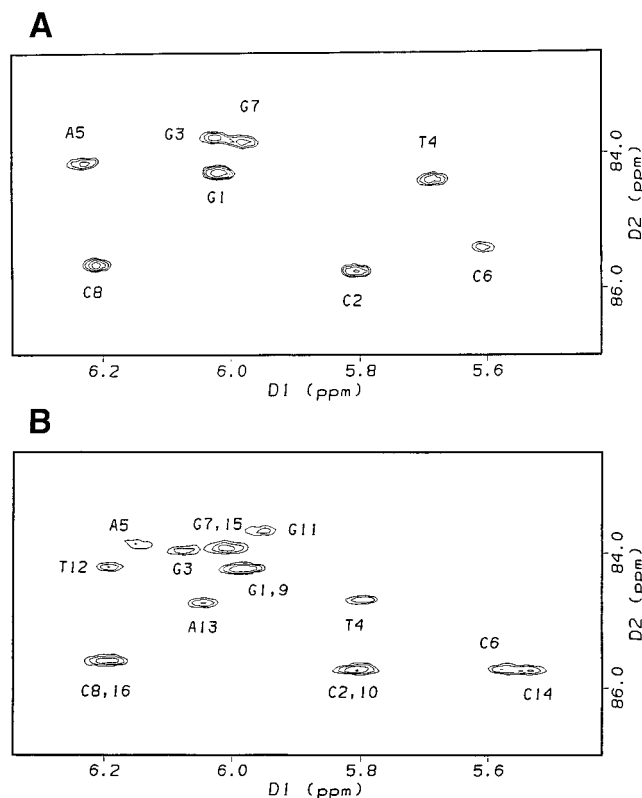 A
G7
A5
G3
T4
G1
C6
C8
C2
84.0
86.0
D2 (ppm)
6.2
6.0
5.8
5.6
D1 (ppm)
B
A5
G7,15
G11
T12
G3
G1,9
A13
T4
C6
C8,16
C2,10
C14
84.0
86.0
D2 (ppm)
6.2
6.0
5.8
5.6
D1 (ppm)